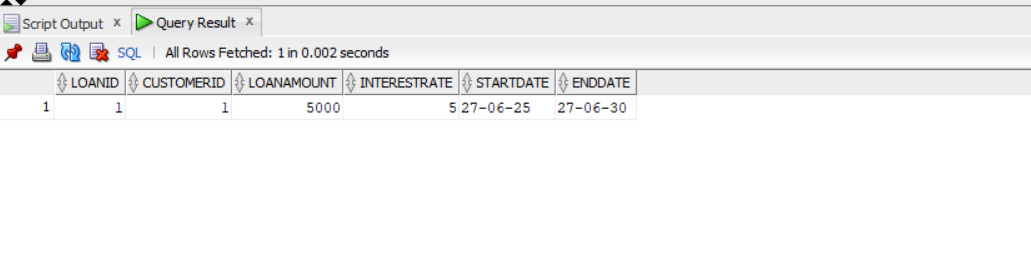 Script Output x Query Result x
SQL | All Rows Fetched: 1 in 0.002 seconds
LOANID CUSTOMERID LOANAMOUNT INTERESTRATE STARTDATE ENDDATE
1 1 1 5000 5 27-06-25 27-06-30